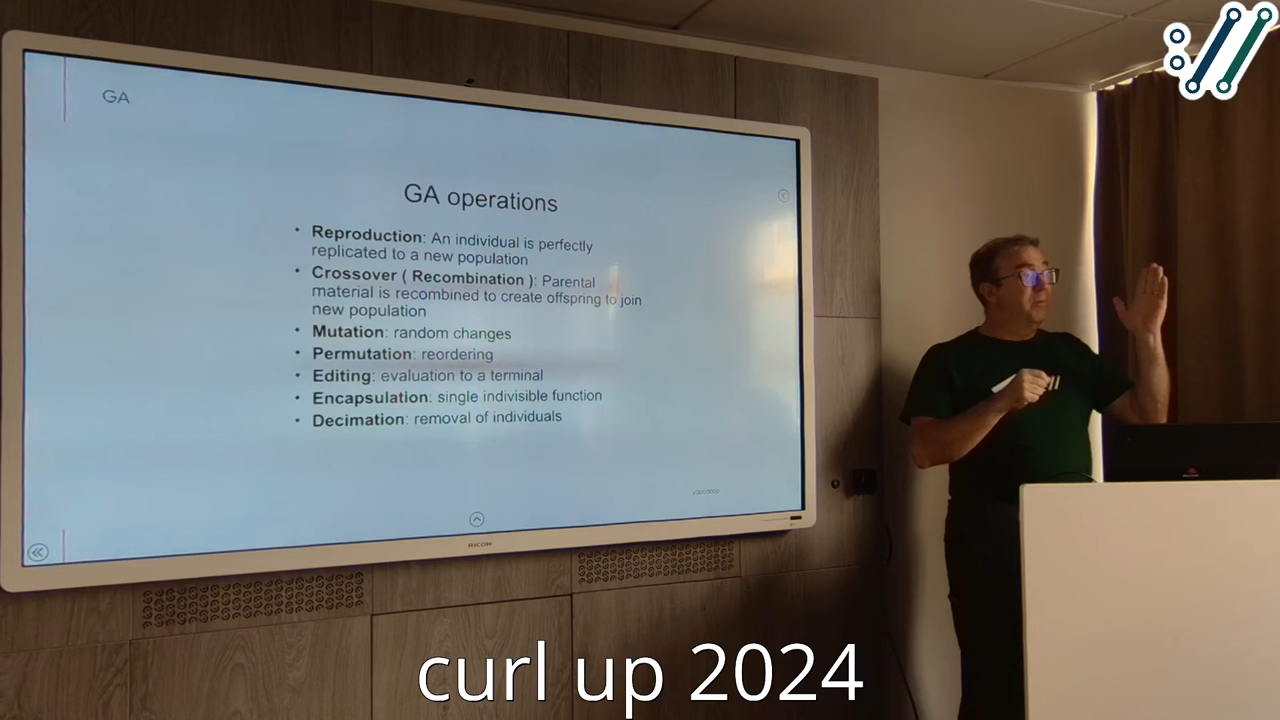 GA
GA operations
• Reproduction: An individual is perfectly
replicated to a new population
• Crossover ( Recombination ): Parental
material is recombined to create offspring to join
new population
• Mutation: random changes
• Permutation: reordering
• Editing: evaluation to a terminal
• Encapsulation: single indivisible function
• Decimation: removal of individuals
RICOH
curl up 2024